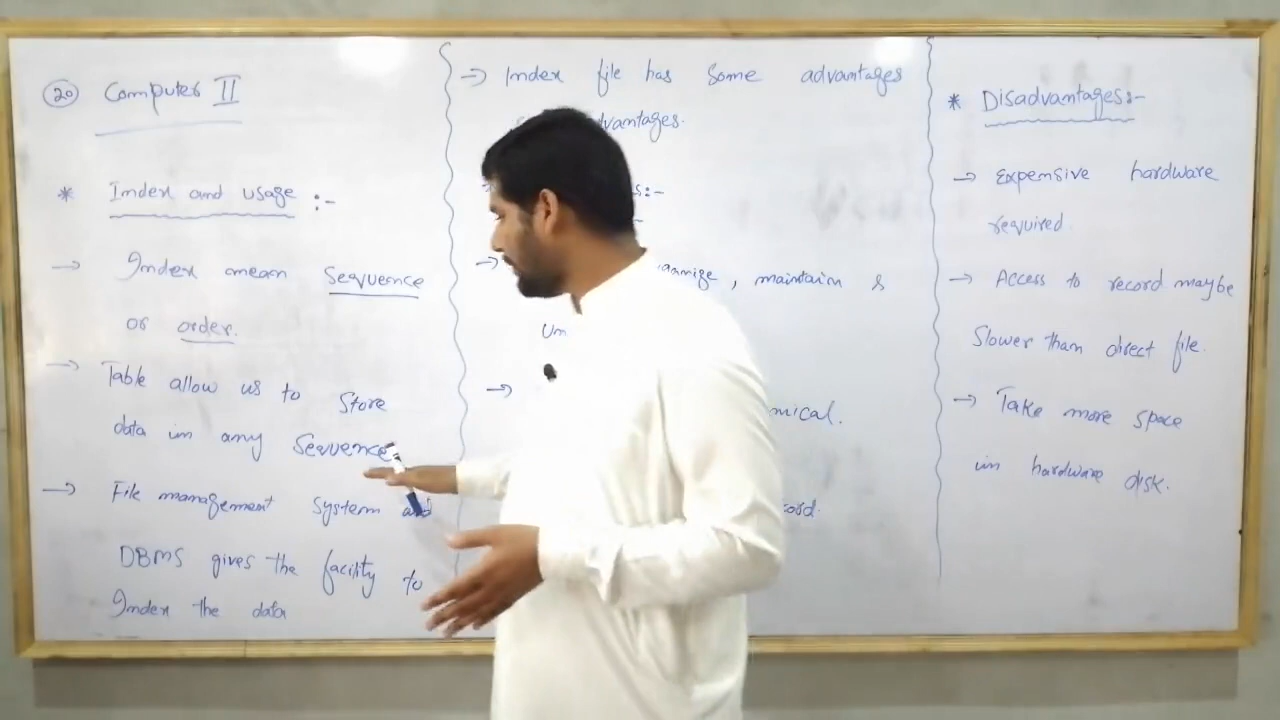 20 Computer II
* Index and usage :-
→ Index mean Sequence
or order.
→ Table allow us to Store
data in any Sequence
→ File management System and
DBMS gives the facility to
Index the data
→ Index file has Some advantages
dvantages.
s:-
→ , maintain &
→
mical.
* Disadvantages:-
→ Expensive hardware
required.
→ Access to record maybe
Slower than direct file.
→ Take more space
in hardware disk.